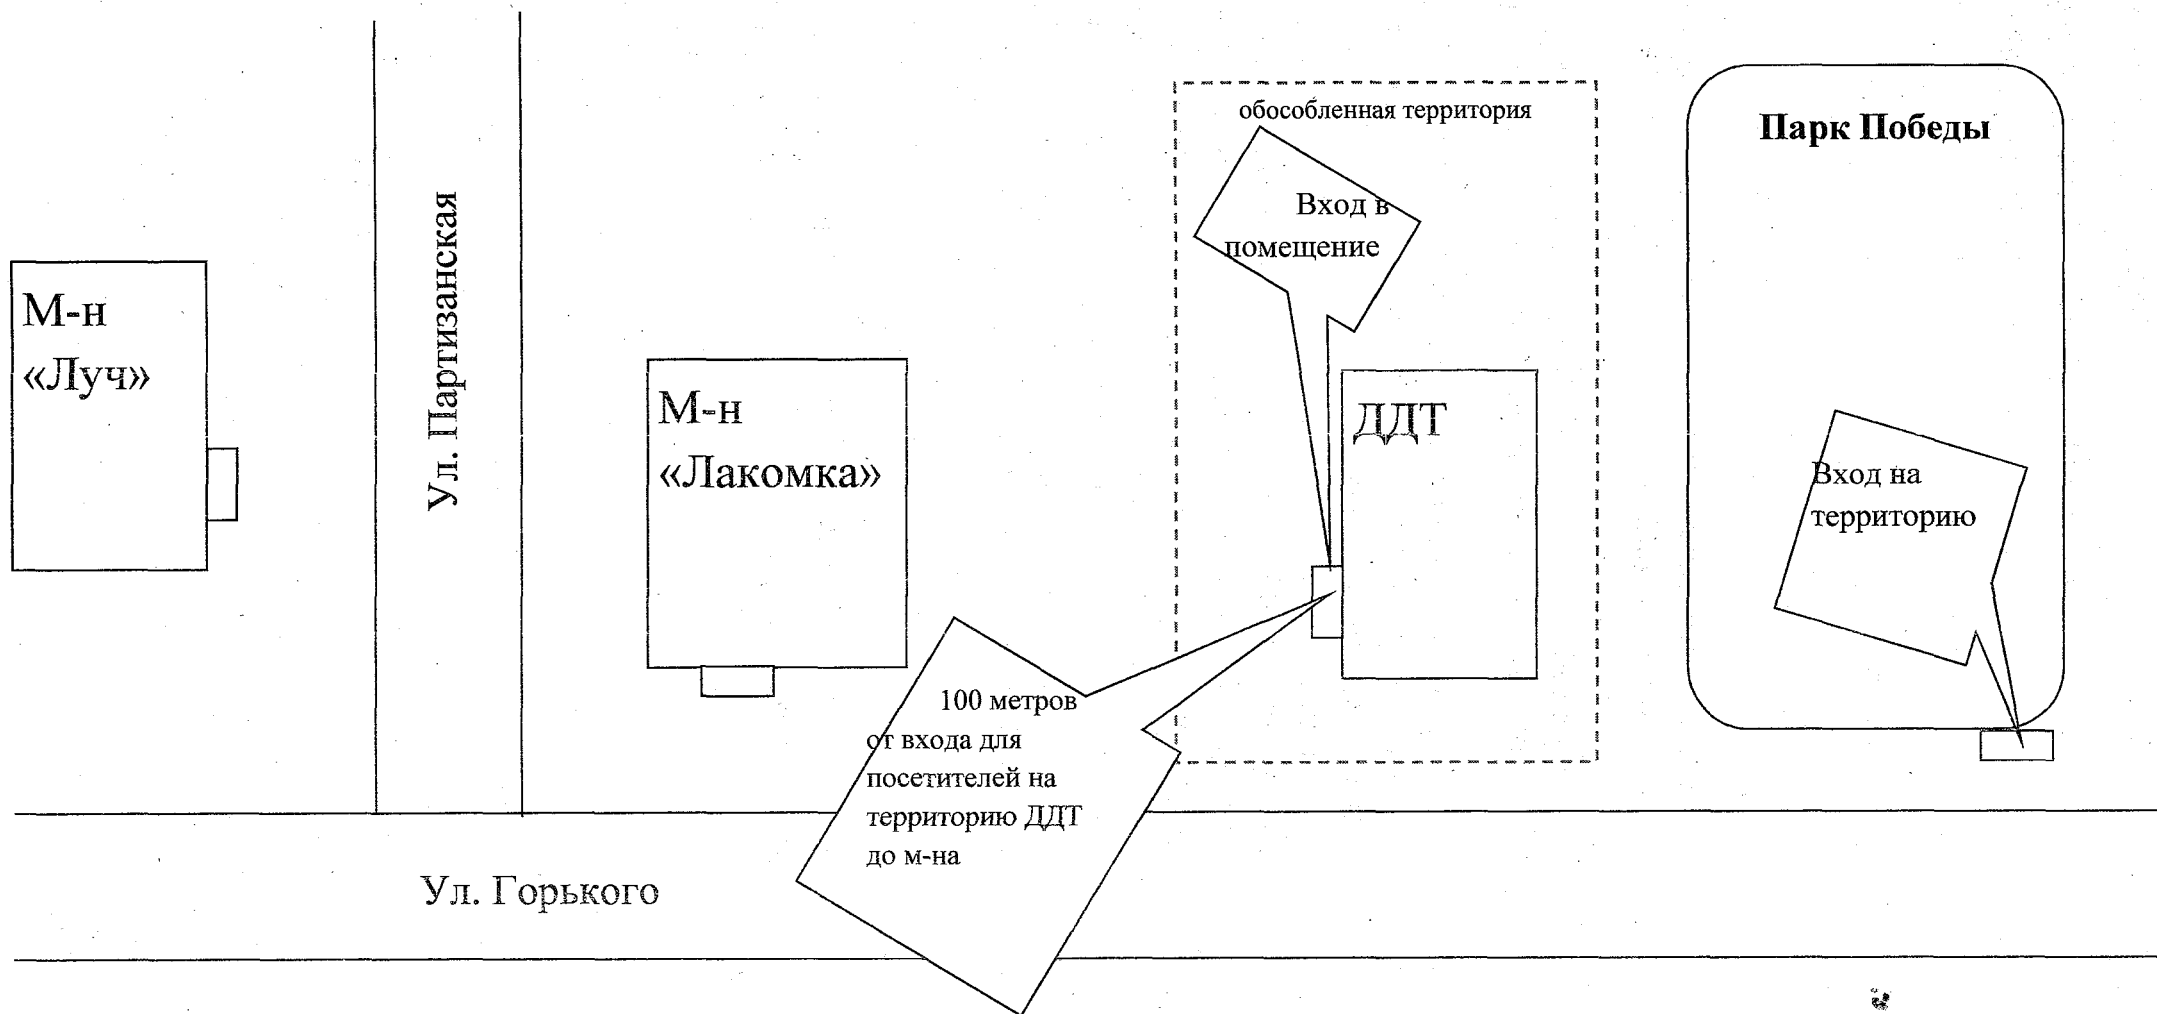 обособленная территория
Парк Победы
Вход в
помещение
М-н
«Луч»
Ул. Партизанская
М-н
«Лакомка»
ДДТ
Вход на
территорию
100 метров
от входа для
посетителей на
территорию ДДТ
до м-на
Ул. Горького